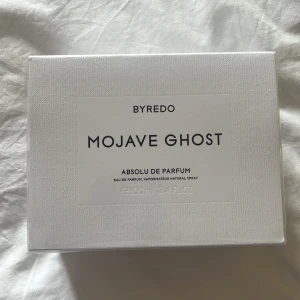 BYREDO
MOJAVE GHOST
ABSOLU DE PARFUM
EAU DE PARFUM, VAPORISATEUR NATURAL SPRAY